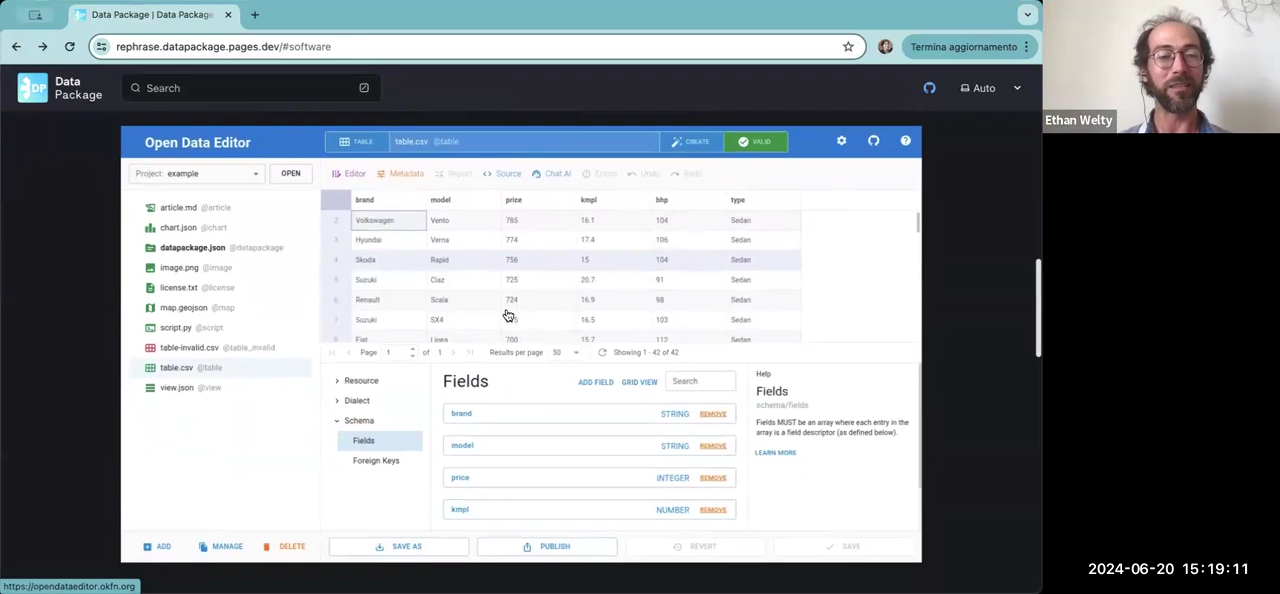 Data Package | Data Package
rephrase.datapackage.pages.dev/#software
Termina aggiornamento
DP
Data
Package
Search
Auto
Ethan Welty
Open Data Editor
TABLE table.csv @table CREATE VALID
Project: example OPEN
Editor Metadata Report Source Chat AI Errors Undo Redo
article.md @article
chart.json @chart
datapackage.json @datapackage
image.png @image
license.txt @license
map.geojson @map
script.py @script
table-invalid.csv @table_invalid
table.csv @table
view.json @view
brand model price kmpl bhp type
2 Volkswagen Vento 785 16.1 104 Sedan
3 Hyundai Verna 774 17.4 106 Sedan
4 Skoda Rapid 756 15 104 Sedan
5 Suzuki Ciaz 725 20.7 91 Sedan
6 Renault Scala 724 16.9 98 Sedan
7 Suzuki SX4 16.5 103 Sedan
8 Fiat Linea 700 15.7 112 Sedan
Page 1 of 1 Results per page 50 Showing 1 - 42 of 42
Resource
Dialect
Schema
Fields
Foreign Keys
Fields ADD FIELD GRID VIEW Search
brand STRING REMOVE
model STRING REMOVE
price INTEGER REMOVE
kmpl NUMBER REMOVE
Help
Fields
schema/fields
Fields MUST be an array where each entry in the
array is a field descriptor (as defined below).
LEARN MORE
ADD MANAGE DELETE SAVE AS PUBLISH REVERT SAVE
https://opendataeditor.okfn.org
2024-06-20 15:19:11